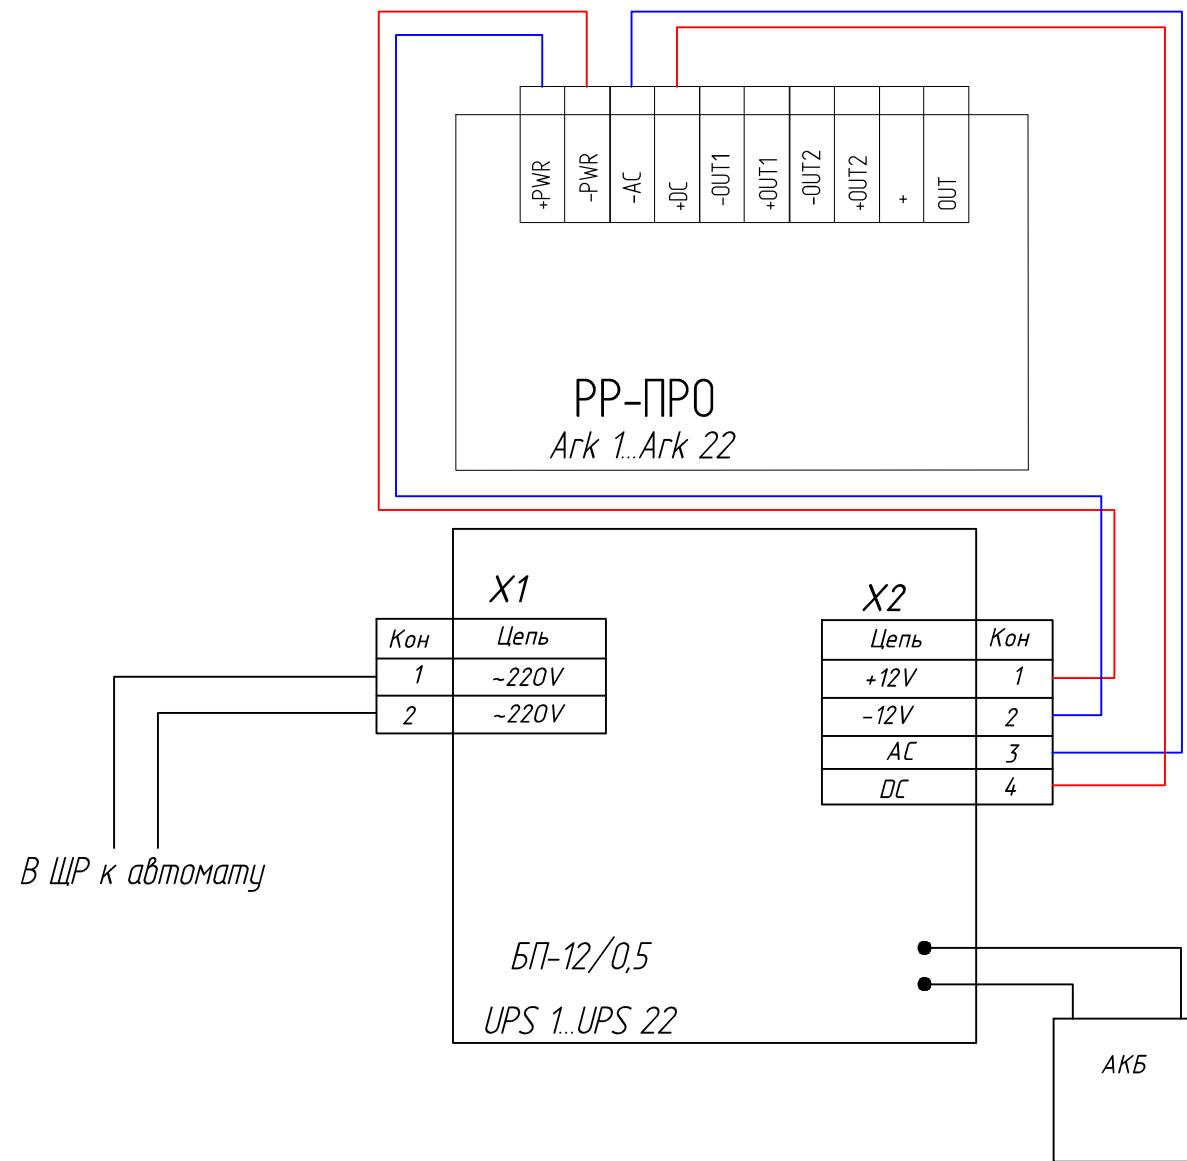 +PWR
-PWR
-AC
+DC
-OUT1
+OUT1
-OUT2
+OUT2
+
OUT
РР-ПРО
Ark 1...Ark 22
X1
Кон Цепь
1 ~220V
2 ~220V
X2
Цепь Кон
+12V 1
-12V 2
AC 3
DC 4
В ЩР к автомату
БП-12/0,5
UPS 1...UPS 22
АКБ